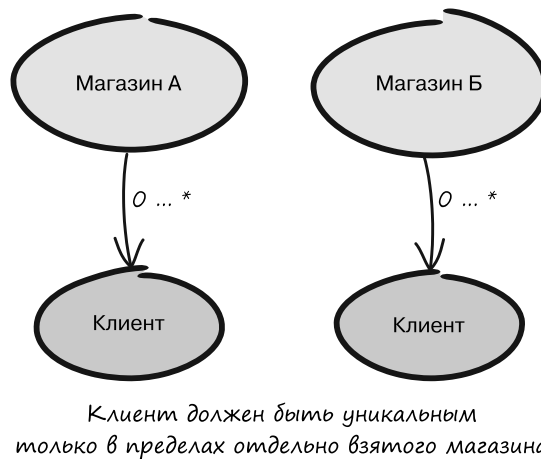 Магазин А
Магазин Б
0 ... *
0 ... *
Клиент
Клиент
Клиент должен быть уникальным
только в пределах отдельно взятого магазина